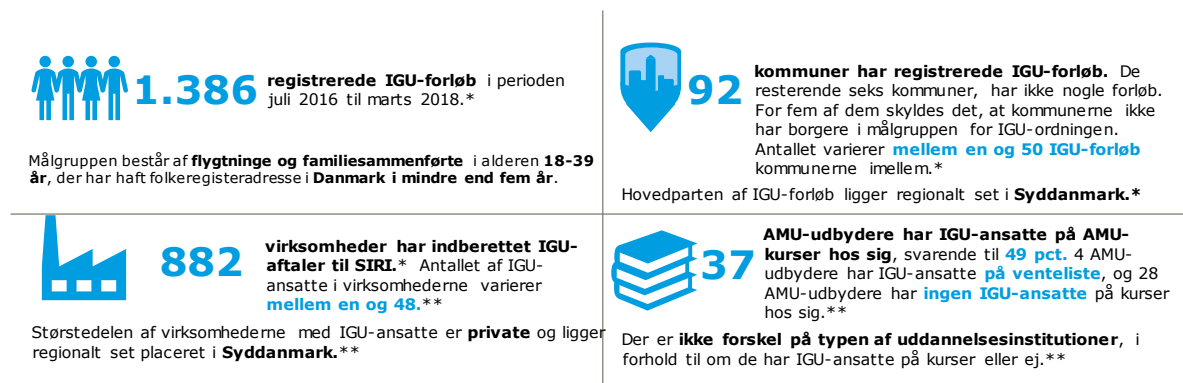 1.386
registrerede IGU-forløb i perioden
juli 2016 til marts 2018.*
Målgruppen består af flygtninge og familiesammenførte i alderen 18-39
år, der har haft folkeregisteradresse i Danmark i mindre end fem år.
92
kommuner har registrerede IGU-forløb. De
resterende seks kommuner, har ikke nogle forløb.
For fem af dem skyldes det, at kommunerne ikke
har borgere i målgruppen for IGU-ordningen.
Antallet varierer mellem en og 50 IGU-forløb
kommunerne imellem.*
Hovedparten af IGU-forløb ligger regionalt set i Syddanmark.*
882
virksomheder har indberettet IGU-
aftaler til SIRI.* Antallet af IGU-
ansatte i virksomhederne varierer
mellem en og 48.**
Størstedelen af virksomhederne med IGU-ansatte er private og ligger
regionalt set placeret i Syddanmark.**
37
AMU-udbydere har IGU-ansatte på AMU-
kurser hos sig, svarende til 49 pct. 4 AMU-
udbydere har IGU-ansatte på venteliste, og 28
AMU-udbydere har ingen IGU-ansatte på kurser
hos sig.**
Der er ikke forskel på typen af uddannelsesinstitutioner, i
forhold til om de har IGU-ansatte på kurser eller ej.**